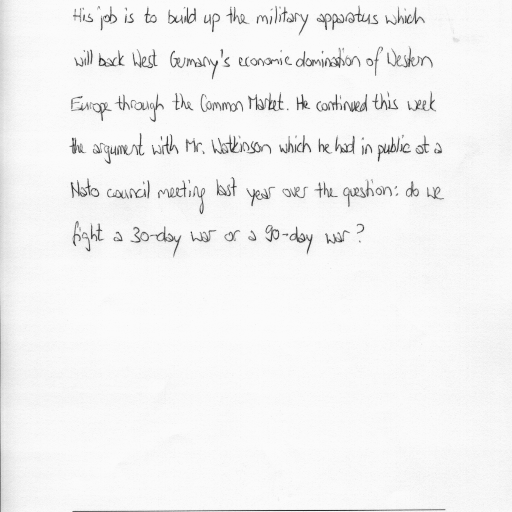 His job is to build up the military apparatus which
will back West Germany's economic domination of Western
Europe through the Common Market. He continued this week
the argument with Mr. Watkinson which he had in public at a
Nato council meeting last year over the question: do we
fight a 30-day war or a 90-day war?